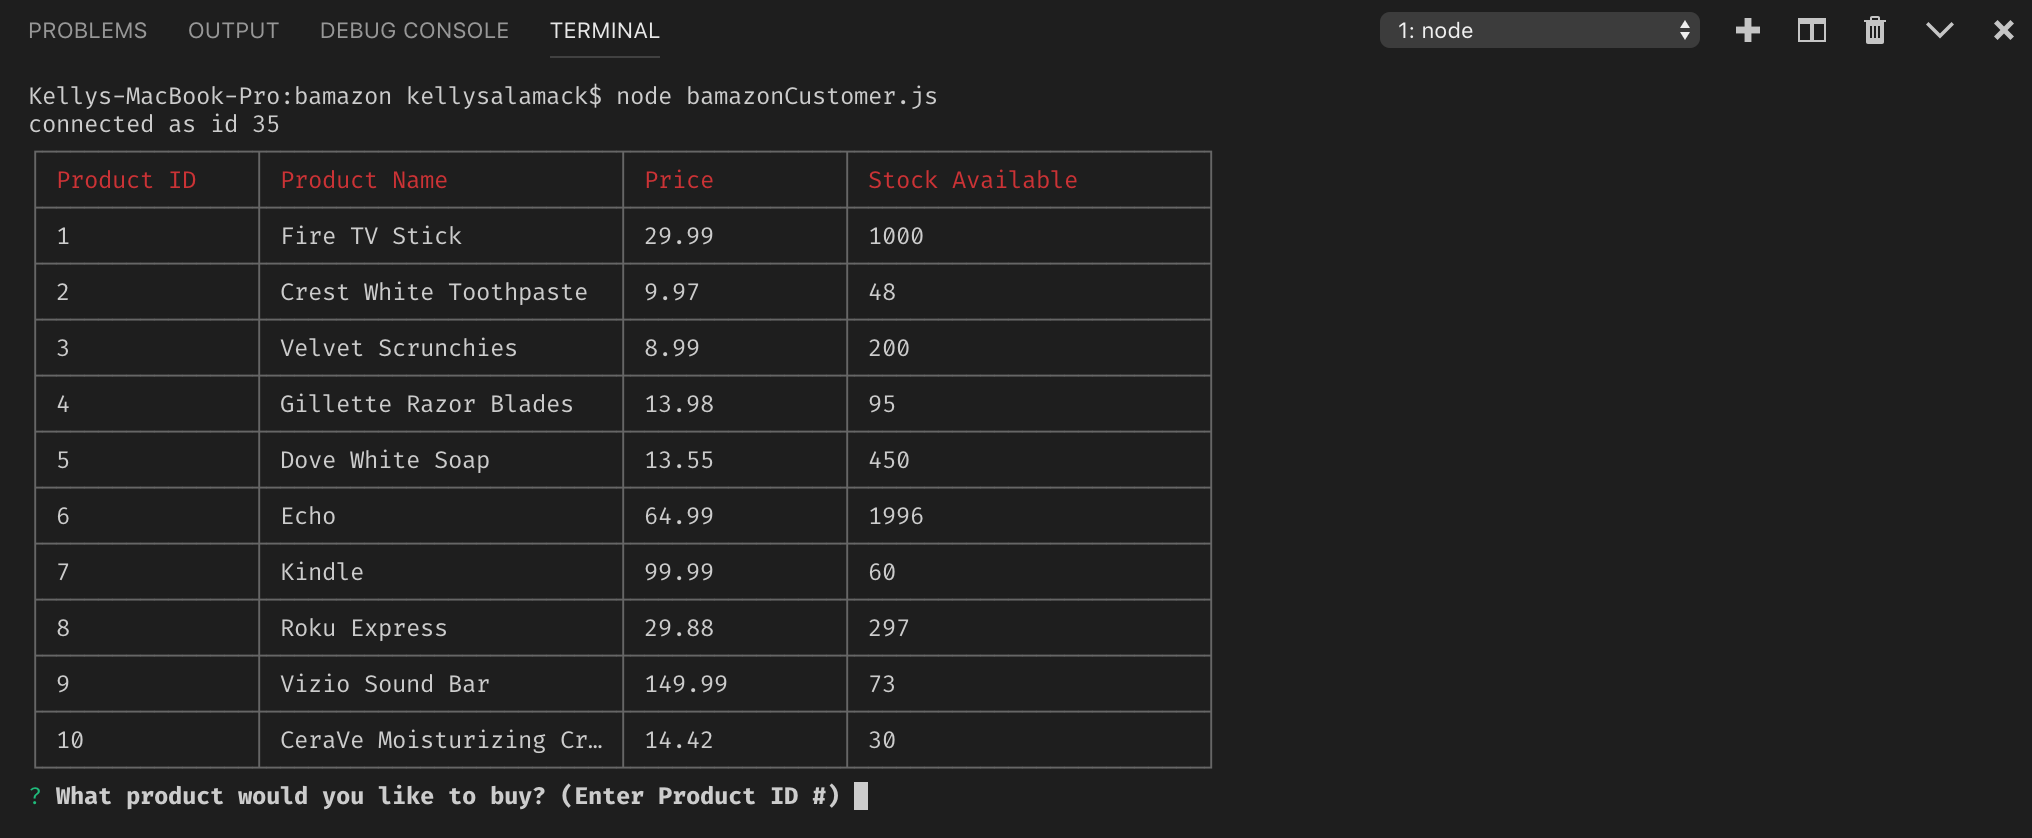 PROBLEMS OUTPUT DEBUG CONSOLE TERMINAL 1: node
Kellys-MacBook-Pro:bamazon kellysalamack$ node bamazonCustomer.js
connected as id 35
Product ID Product Name Price Stock Available
1 Fire TV Stick 29.99 1000
2 Crest White Toothpaste 9.97 48
3 Velvet Scrunchies 8.99 200
4 Gillette Razor Blades 13.98 95
5 Dove White Soap 13.55 450
6 Echo 64.99 1996
7 Kindle 99.99 60
8 Roku Express 29.88 297
9 Vizio Sound Bar 149.99 73
10 CeraVe Moisturizing Cr… 14.42 30
? What product would you like to buy? (Enter Product ID #)